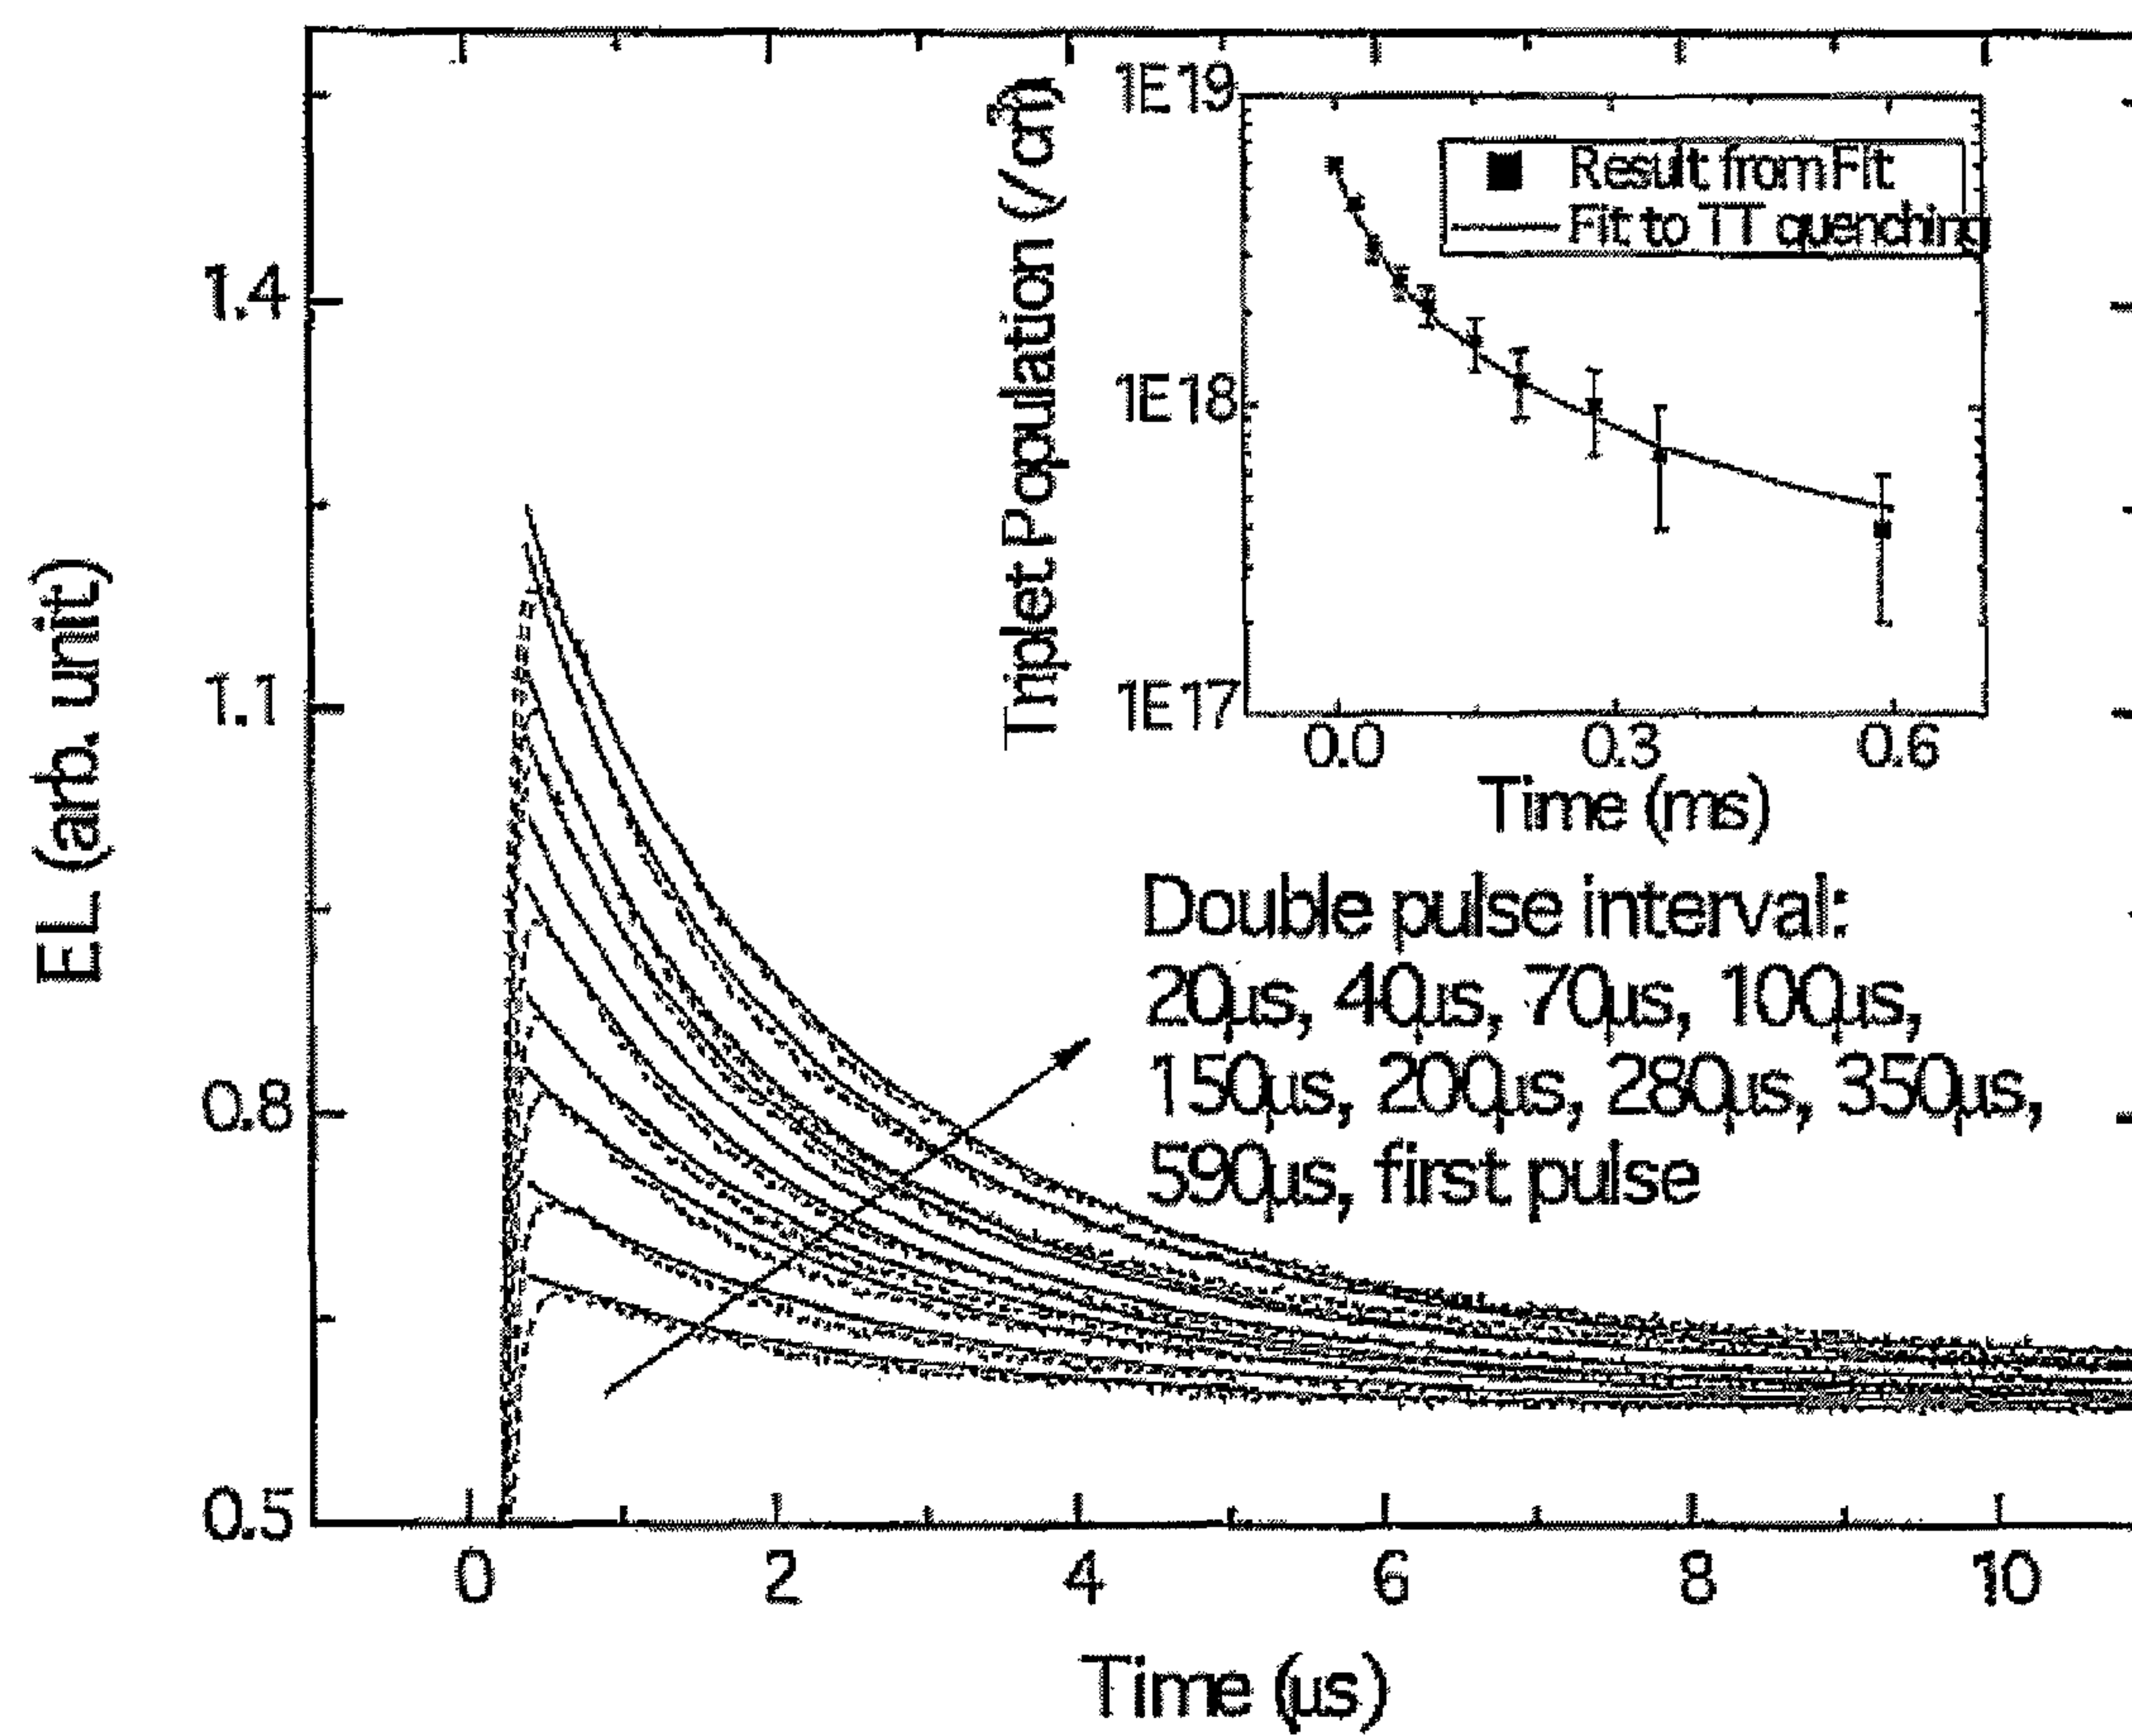 EL (arb. unit)
1.4
1.1
0.8
0.5
0
2
4
6
8
10
Time (µs)
Triplet Population (/cm³)
1E19
1E18
1E17
Result from Fit
Fit to TT quenching
0.0
0.3
0.6
Time (ms)
Double pulse interval:
20µs, 40µs, 70µs, 100µs,
150µs, 200µs, 280µs, 350µs,
590µs, first pulse